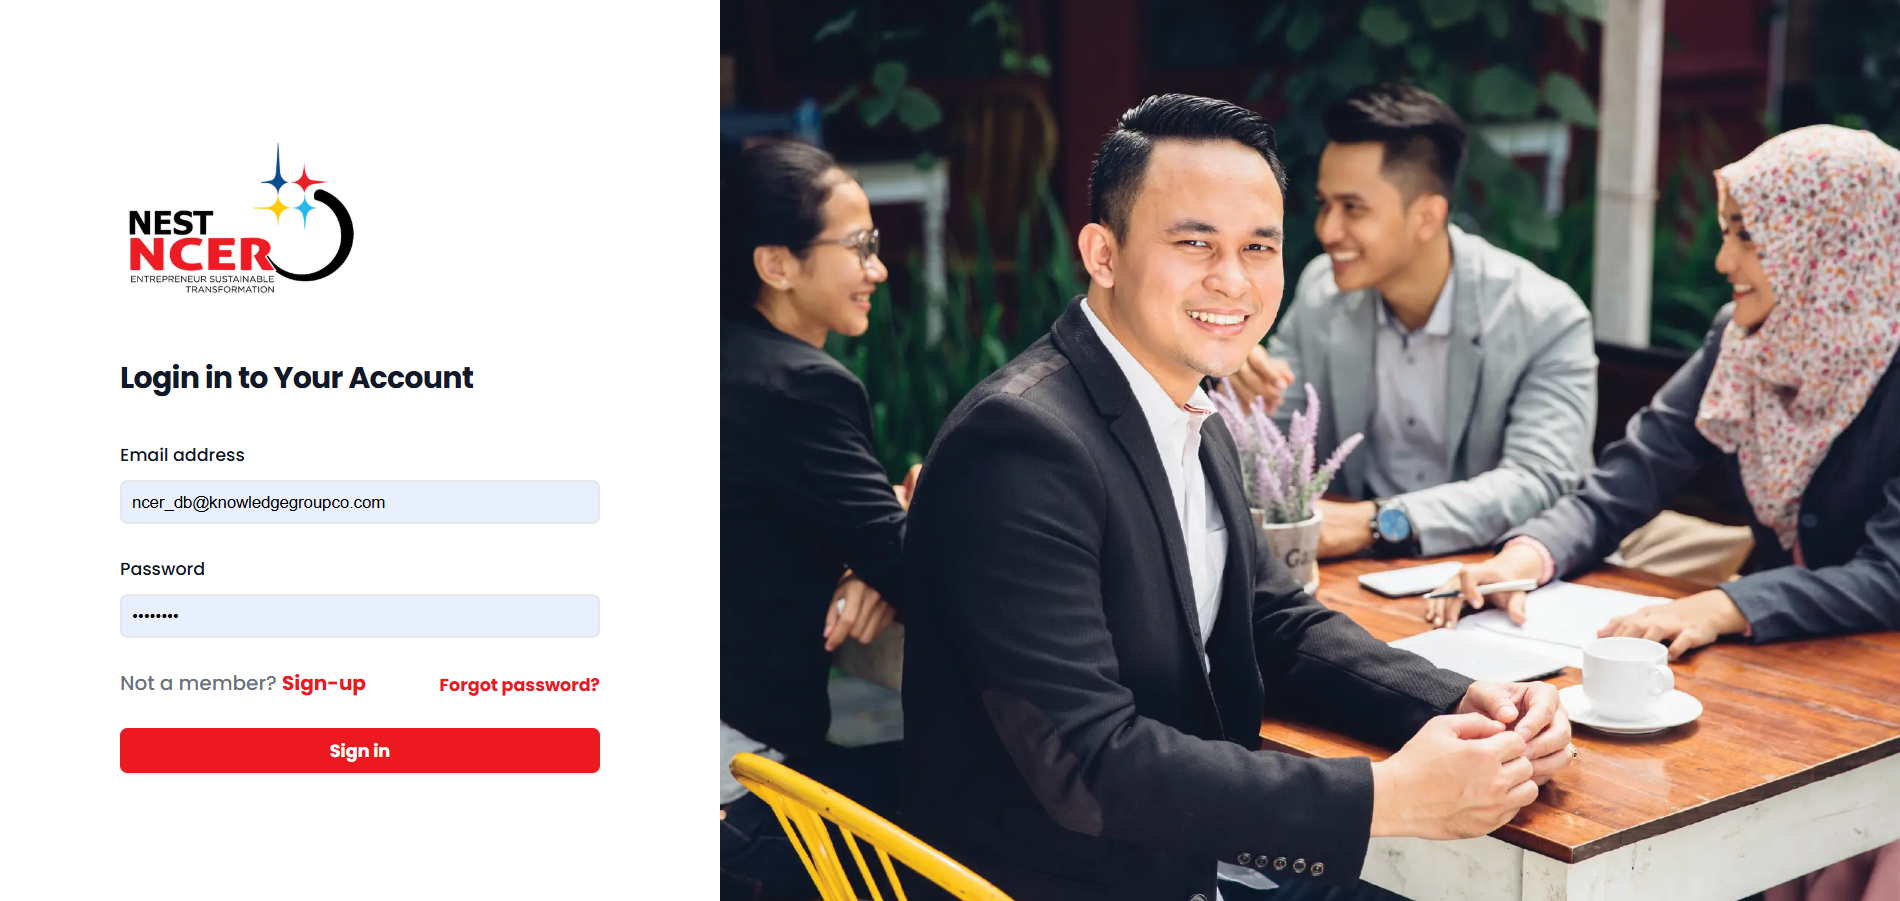 NEST
NCER
ENTREPRENEUR SUSTAINABLE
TRANSFORMATION
Login in to Your Account
Email address
ncer_db@knowledgegroupco.com
Password
••••••••
Not a member? Sign-up
Forgot password?
Sign in
Ga